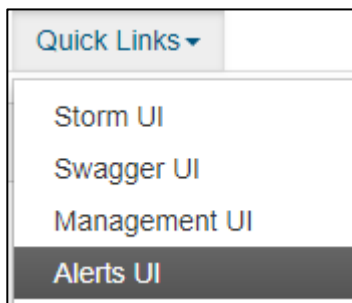 Quick Links
Storm UI
Swagger UI
Management UI
Alerts UI